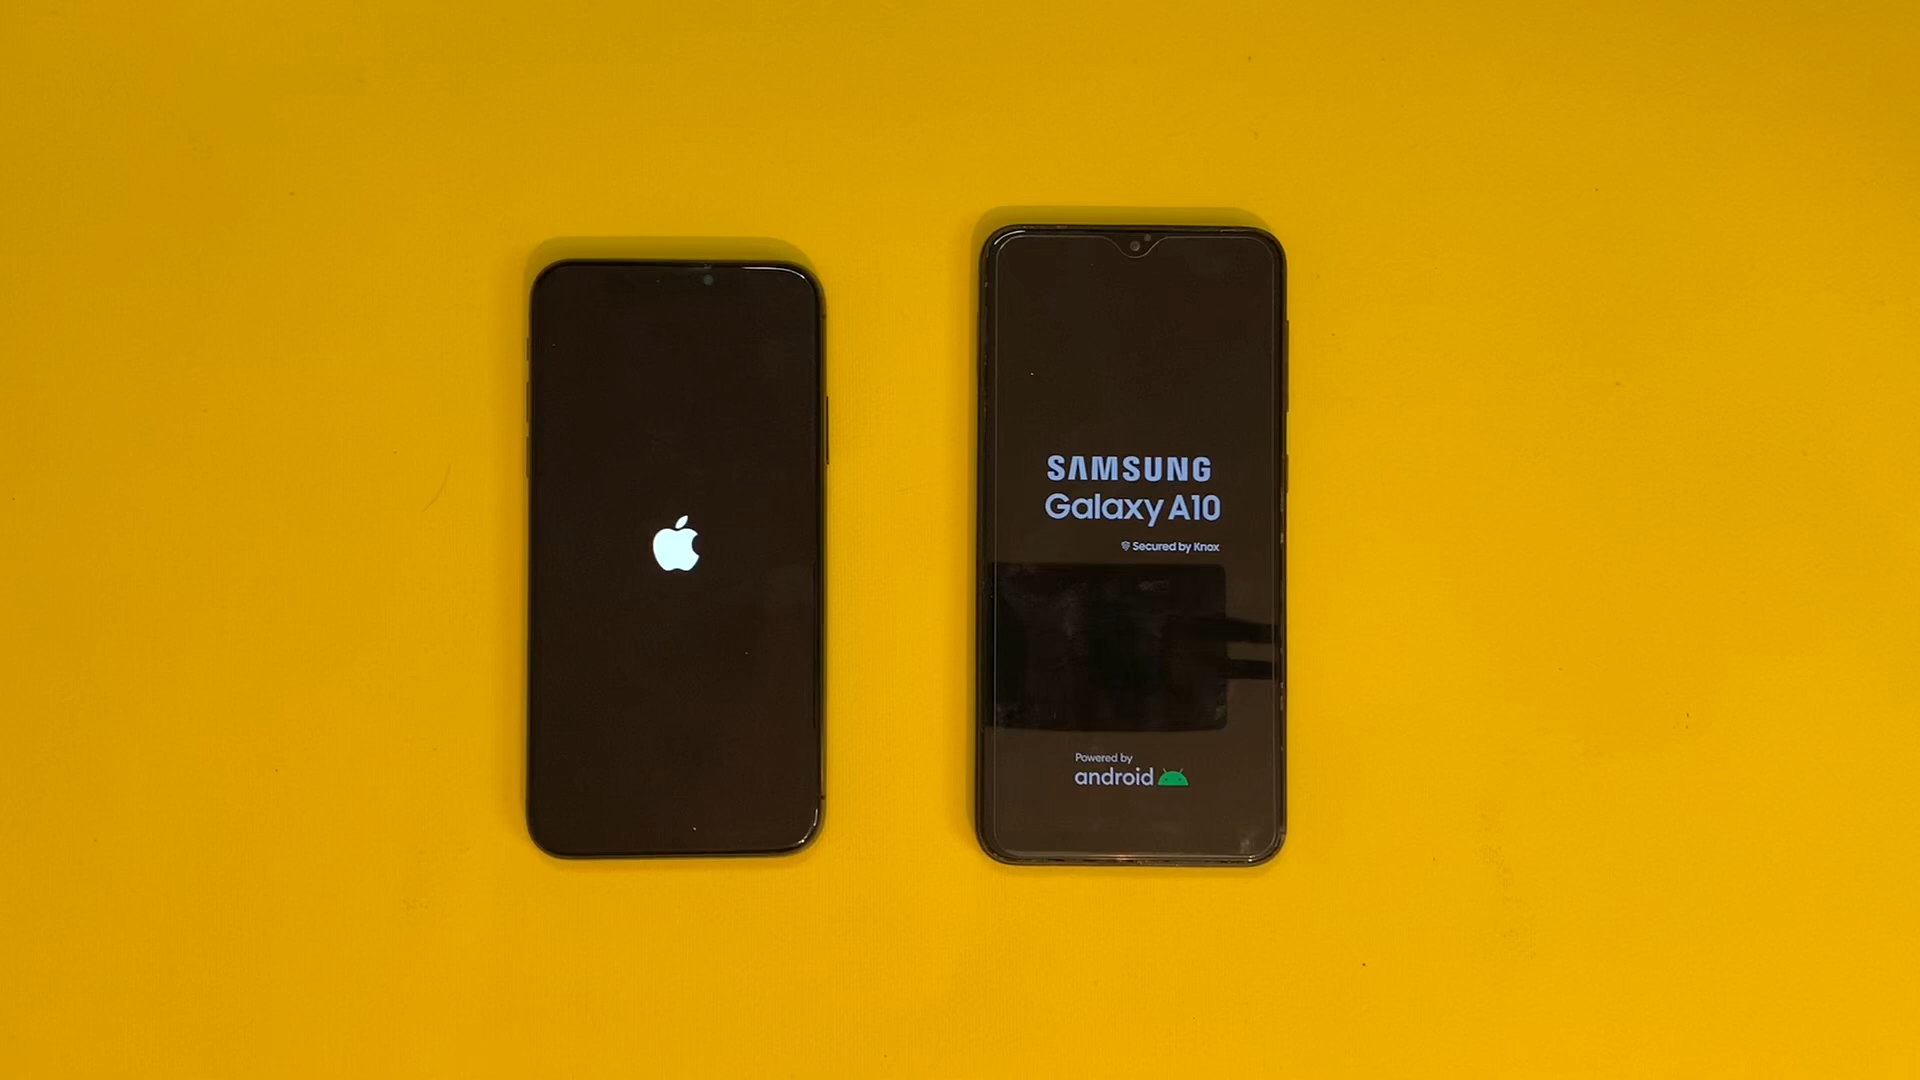 SAMSUNG
Galaxy A10
Secured by Knox
Powered by
android